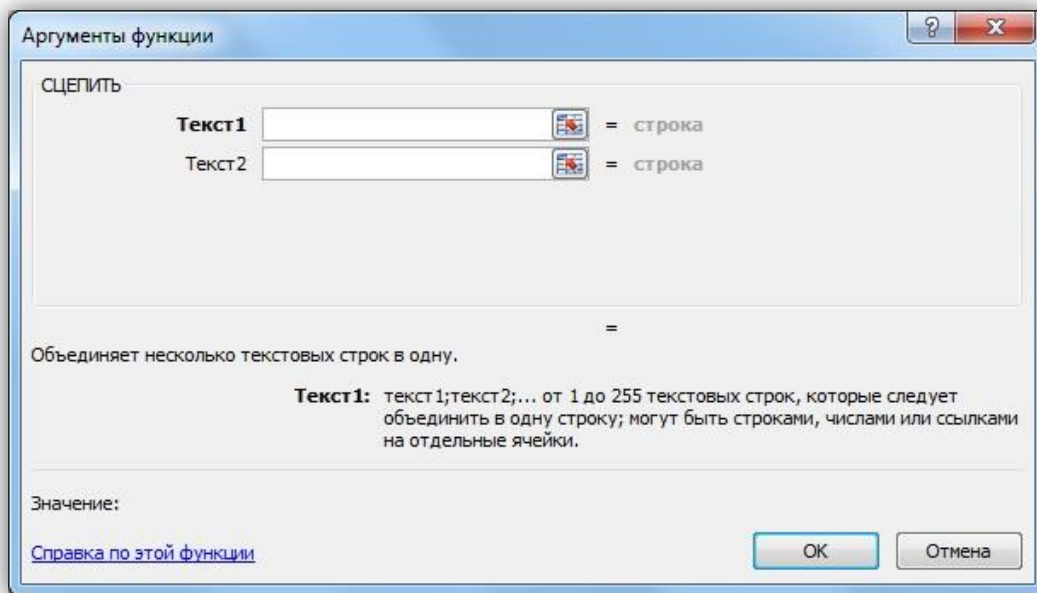 Аргументы функции
СЦЕПИТЬ
Текст1 = строка
Текст2 = строка
=
Объединяет несколько текстовых строк в одну.
Текст1: текст1;текст2;... от 1 до 255 текстовых строк, которые следует
объединить в одну строку; могут быть строками, числами или ссылками
на отдельные ячейки.
Значение:
Справка по этой функции ОК Отмена